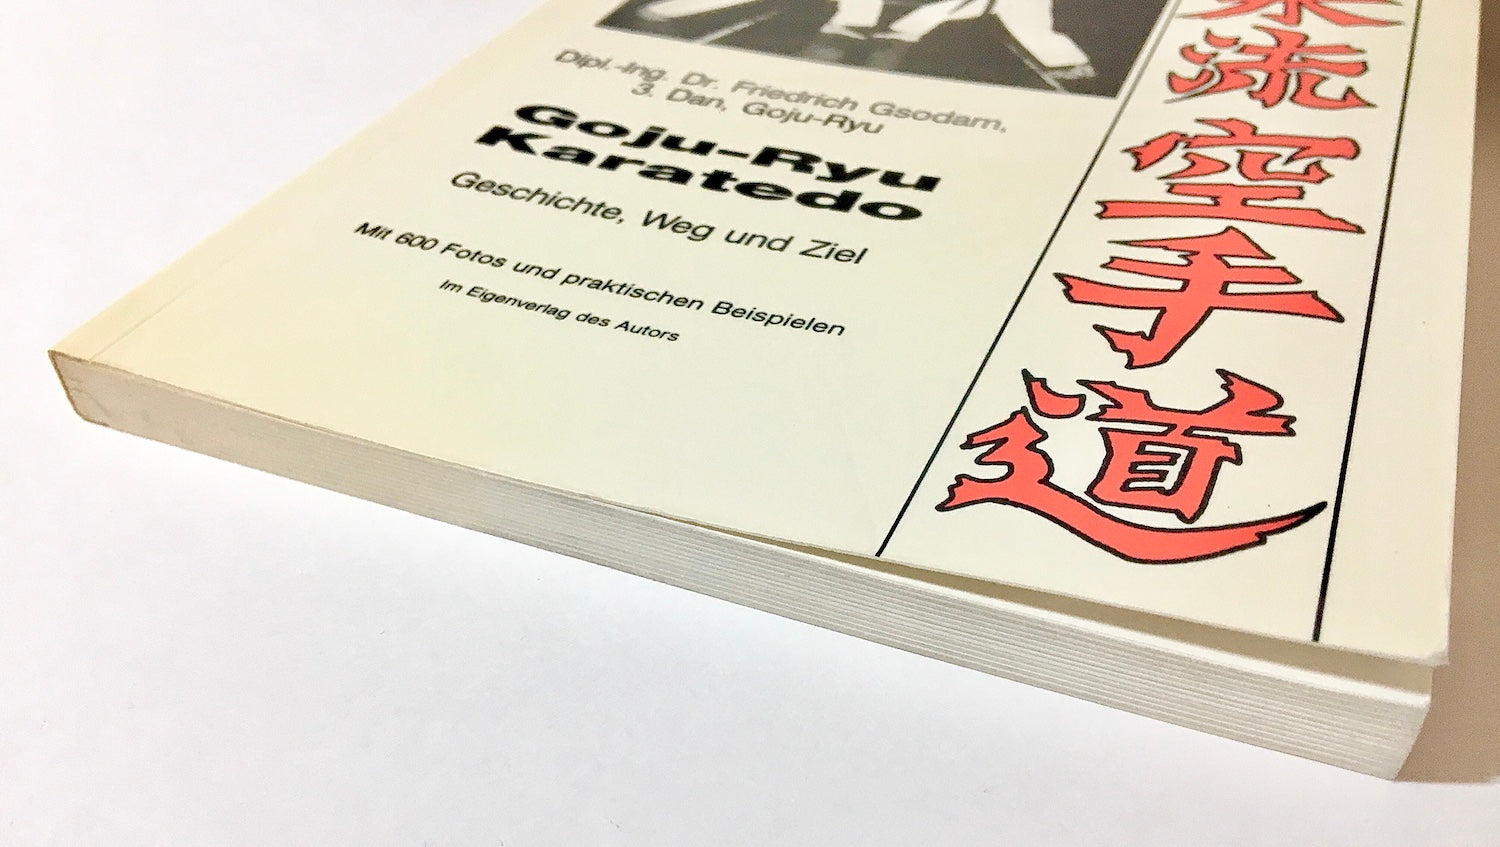 Dipl.-Ing. Dr. Friedrich Gsodam,
3. Dan, Goju-Ryu
Goju-Ryu
Karatedo
Geschichte, Weg und Ziel
Mit 600 Fotos und praktischen Beispielen
Im Eigenverlag des Autors
柔流空手道